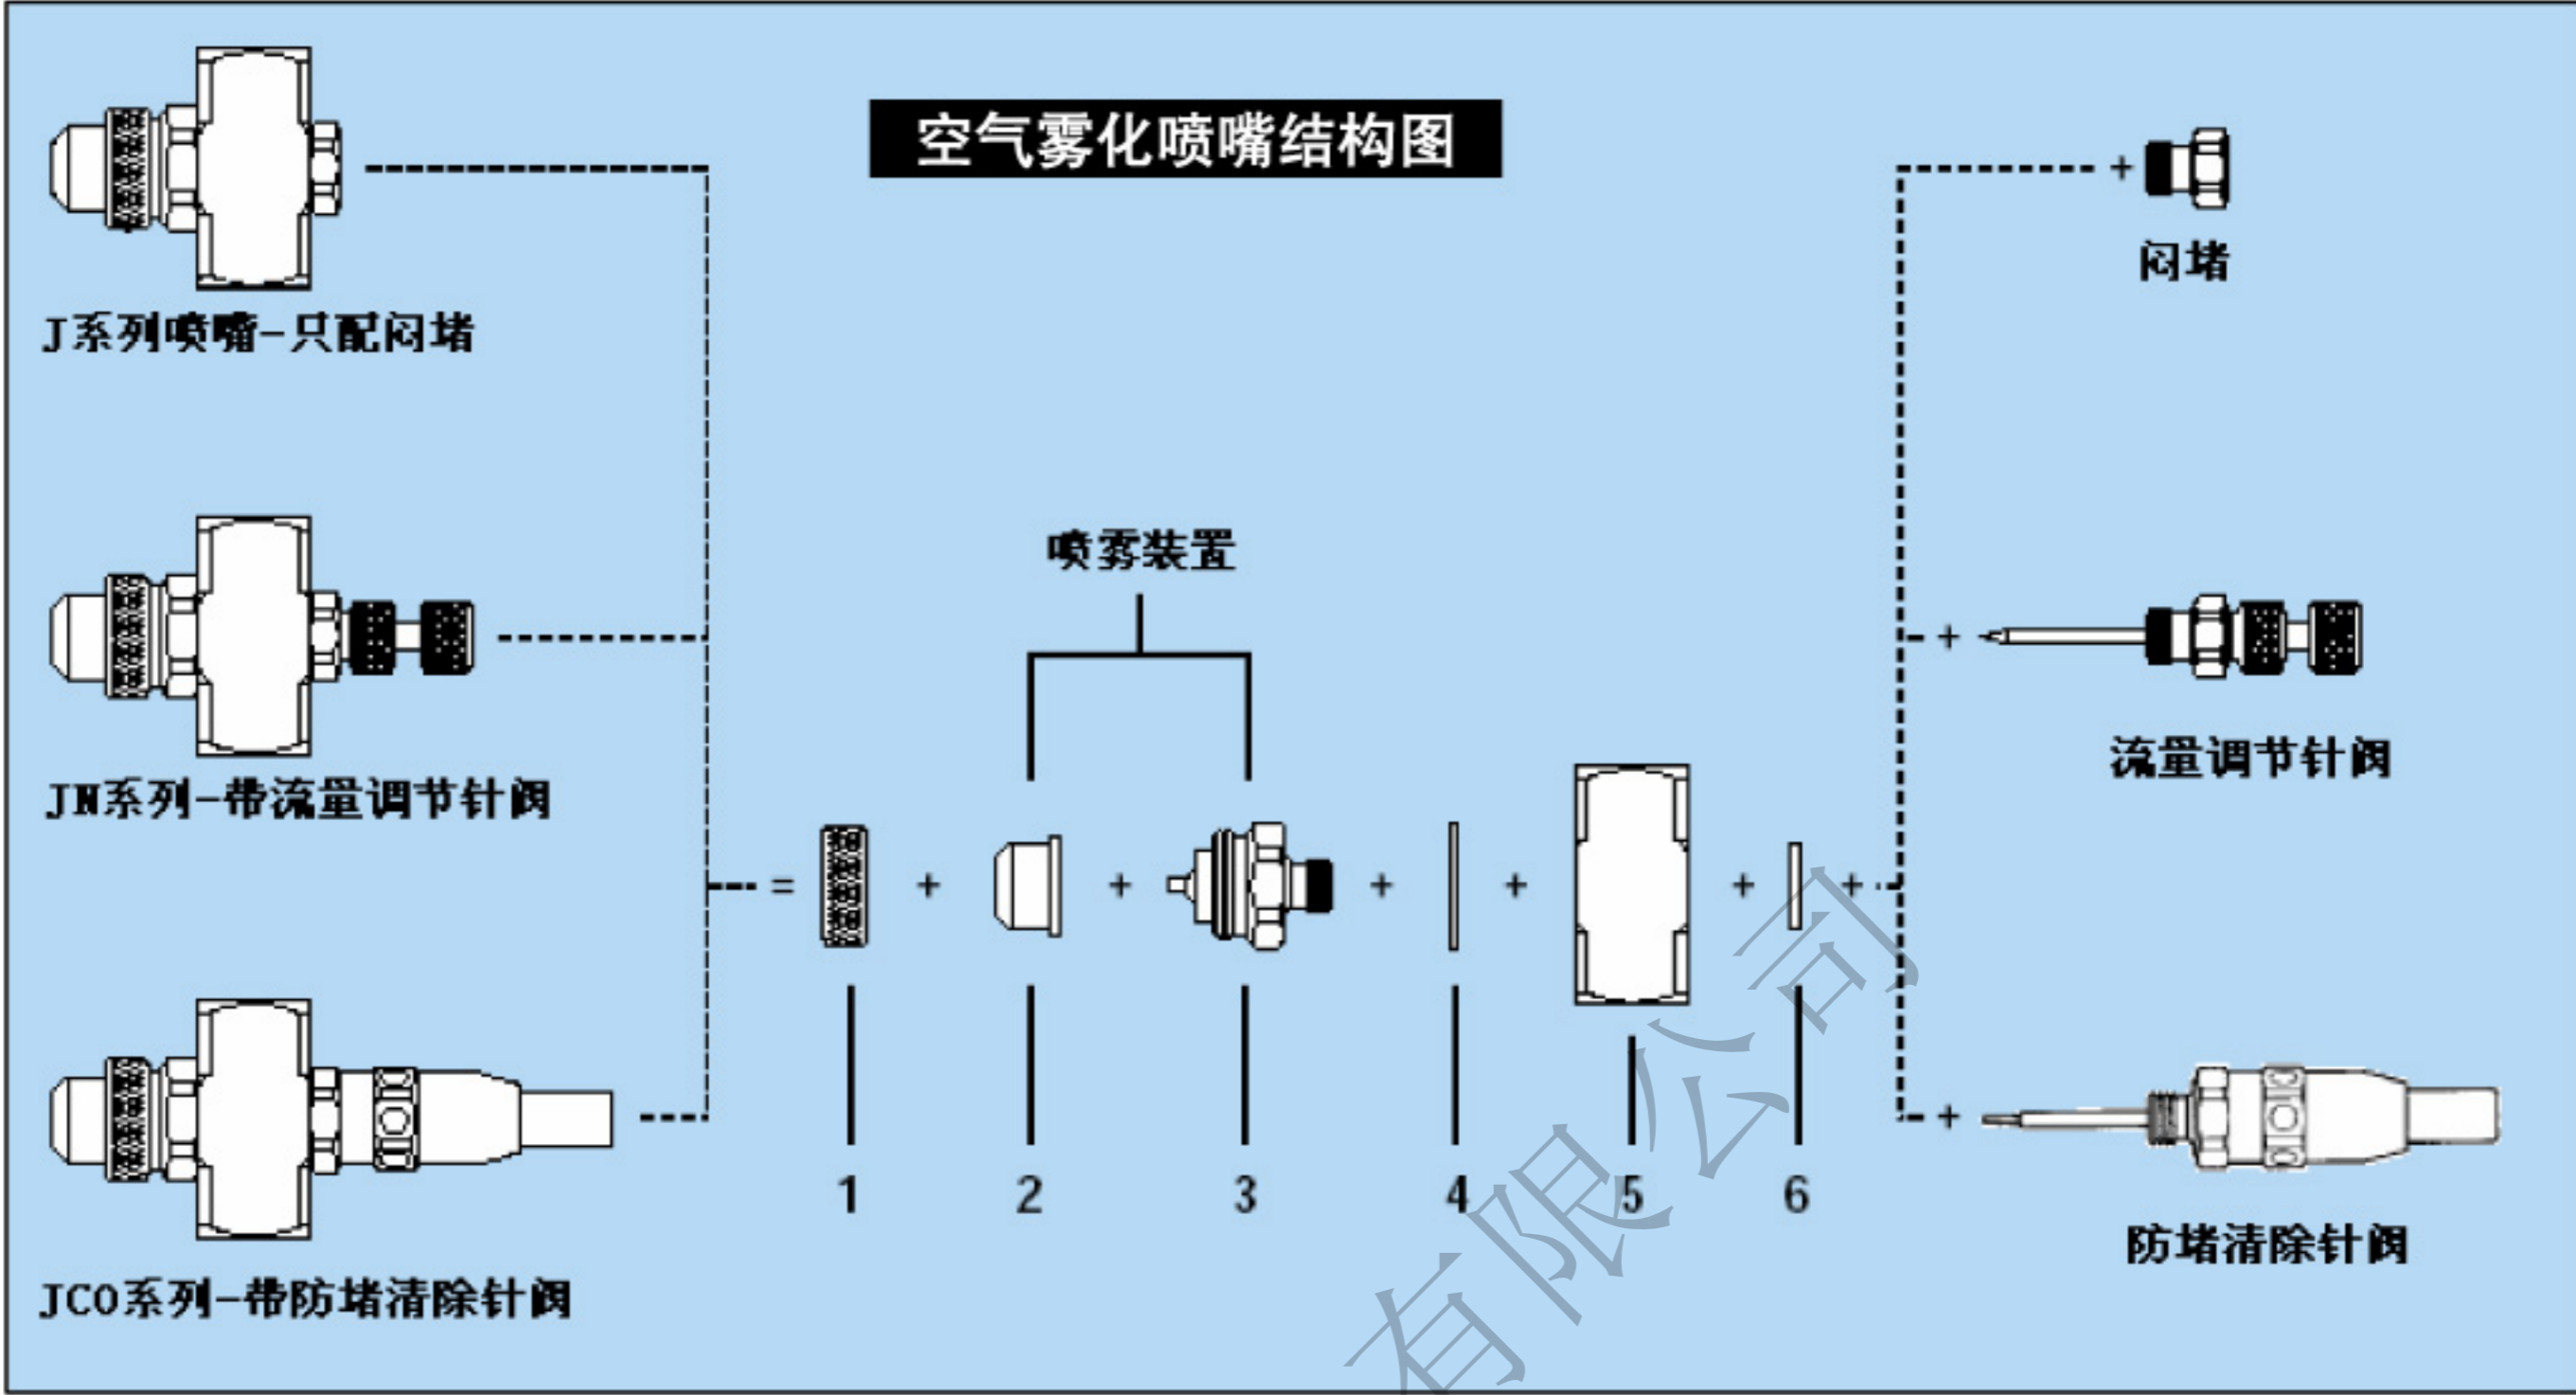 空气雾化喷嘴结构图
J系列喷嘴-只配闷堵
闷堵
喷雾装置
JN系列-带流量调节针阀
流量调节针阀
= + + + + + +
+
+
+
1 2 3 4 5 6
JCO系列-带防堵清除针阀
防堵清除针阀
有限公司